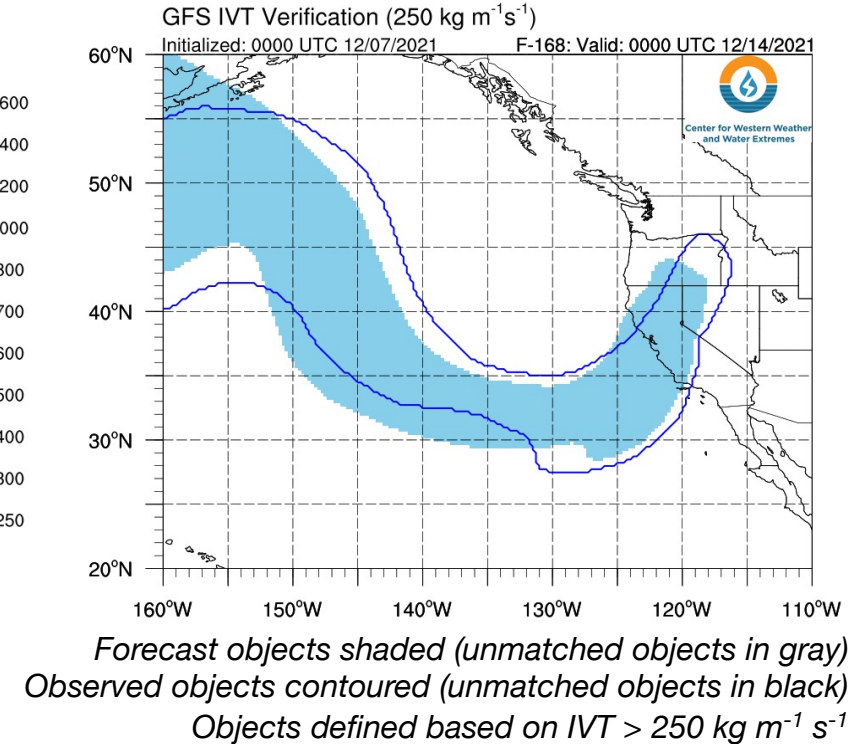 GFS IVT Verification (250 kg m⁻¹s⁻¹)
Initialized: 0000 UTC 12/07/2021 F-168: Valid: 0000 UTC 12/14/2021
Center for Western Weather
and Water Extremes
60°N
50°N
40°N
30°N
20°N
160°W 150°W 140°W 130°W 120°W 110°W
600
400
200
000
800
700
600
500
400
300
250
Forecast objects shaded (unmatched objects in gray)
Observed objects contoured (unmatched objects in black)
Objects defined based on IVT > 250 kg m⁻¹ s⁻¹